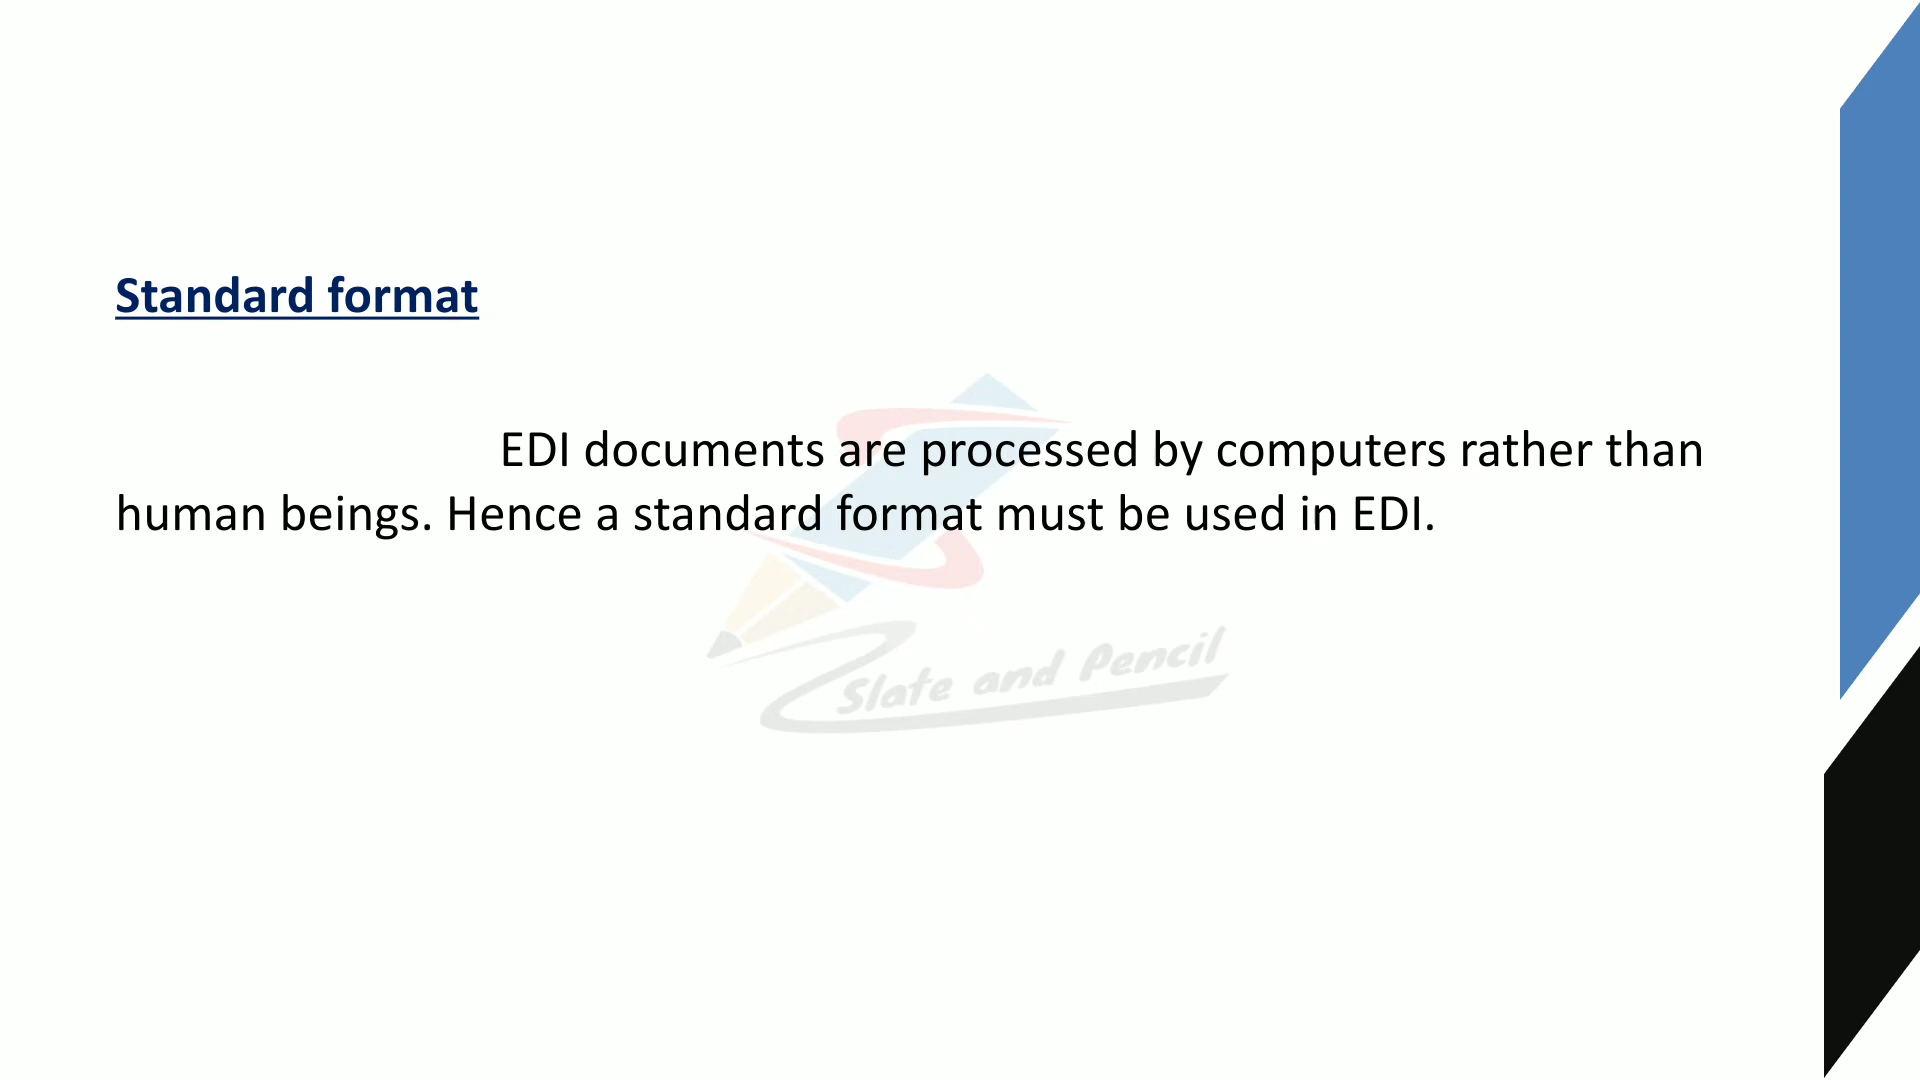 Standard format
EDI documents are processed by computers rather than
human beings. Hence a standard format must be used in EDI.
Slate and Pencil